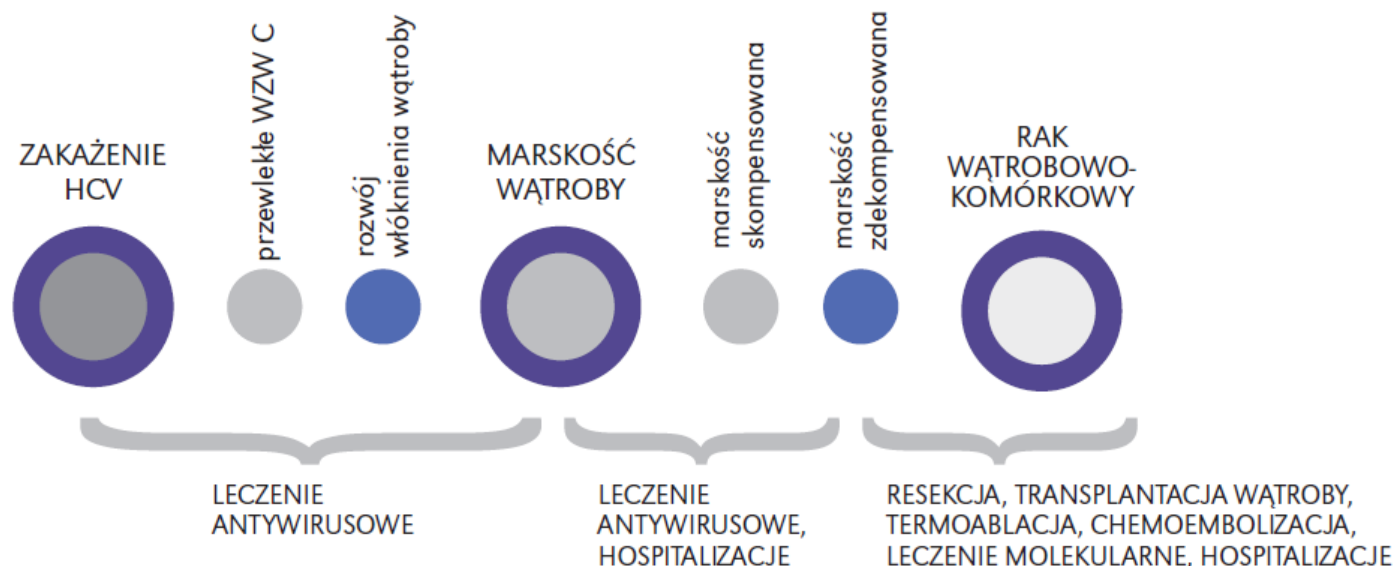 ZAKAŻENIE
HCV
przewlekłe WZW C
rozwój
włóknienia wątroby
MARSKOŚĆ
WĄTROBY
marskość
skompensowana
marskość
zdekompensowana
RAK
WĄTROBOWO-
KOMÓRKOWY
LECZENIE
ANTYWIRUSOWE
LECZENIE
ANTYWIRUSOWE,
HOSPITALIZACJE
RESEKCJA, TRANSPLANTACJA WĄTROBY,
TERMOABLACJA, CHEMOEMBOLIZACJA,
LECZENIE MOLEKULARNE, HOSPITALIZACJE